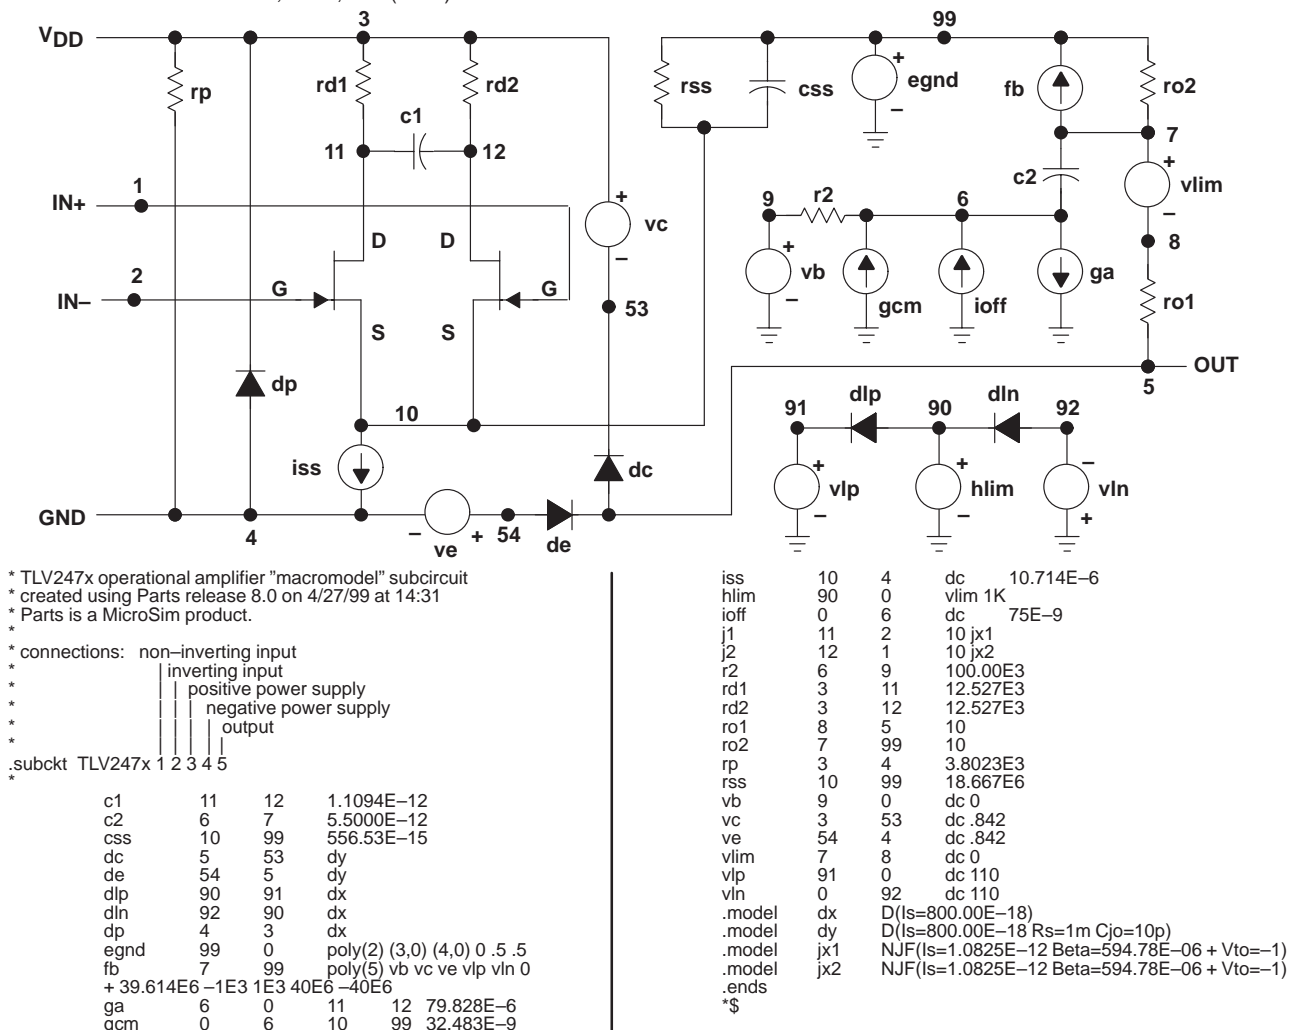 3
99
VDD
rp
rd1
rd2
c1
11
12
rss
css
egnd
+
–
fb
ro2
7
c2
+
vlim
–
8
ro1
IN+
1
IN–
2
G
D
D
G
S
S
+
vc
–
53
9
r2
6
+
vb
–
gcm
ioff
ga
OUT
5
dp
10
iss
dc
GND
4
–
ve
+
54
de
91
dlp
90
dln
92
+
vlp
–
+
hlim
–
–
vln
+
* TLV247x operational amplifier ”macromodel” subcircuit
* created using Parts release 8.0 on 4/27/99 at 14:31
* Parts is a MicroSim product.
*
* connections: non–inverting input
* | inverting input
* | | positive power supply
* | | | negative power supply
* | | | | output
* | | | | |
.subckt TLV247x 1 2 3 4 5
*
c1 11 12 1.1094E–12
c2 6 7 5.5000E–12
css 10 99 556.53E–15
dc 5 53 dy
de 54 5 dy
dlp 90 91 dx
dln 92 90 dx
dp 4 3 dx
egnd 99 0 poly(2) (3,0) (4,0) 0 .5 .5
fb 7 99 poly(5) vb vc ve vlp vln 0
+ 39.614E6 –1E3 1E3 40E6 –40E6
ga 6 0 11 12 79.828E–6
gcm 0 6 10 99 32.483E–9
iss 10 4 dc 10.714E–6
hlim 90 0 vlim 1K
ioff 0 6 dc 75E–9
j1 11 2 10 jx1
j2 12 1 10 jx2
r2 6 9 100.00E3
rd1 3 11 12.527E3
rd2 3 12 12.527E3
ro1 8 5 10
ro2 7 99 10
rp 3 4 3.8023E3
rss 10 99 18.667E6
vb 9 0 dc 0
vc 3 53 dc .842
ve 54 4 dc .842
vlim 7 8 dc 0
vlp 91 0 dc 110
vln 0 92 dc 110
.model dx D(Is=800.00E–18)
.model dy D(Is=800.00E–18 Rs=1m Cjo=10p)
.model jx1 NJF(Is=1.0825E–12 Beta=594.78E–06 + Vto=–1)
.model jx2 NJF(Is=1.0825E–12 Beta=594.78E–06 + Vto=–1)
.ends
*$